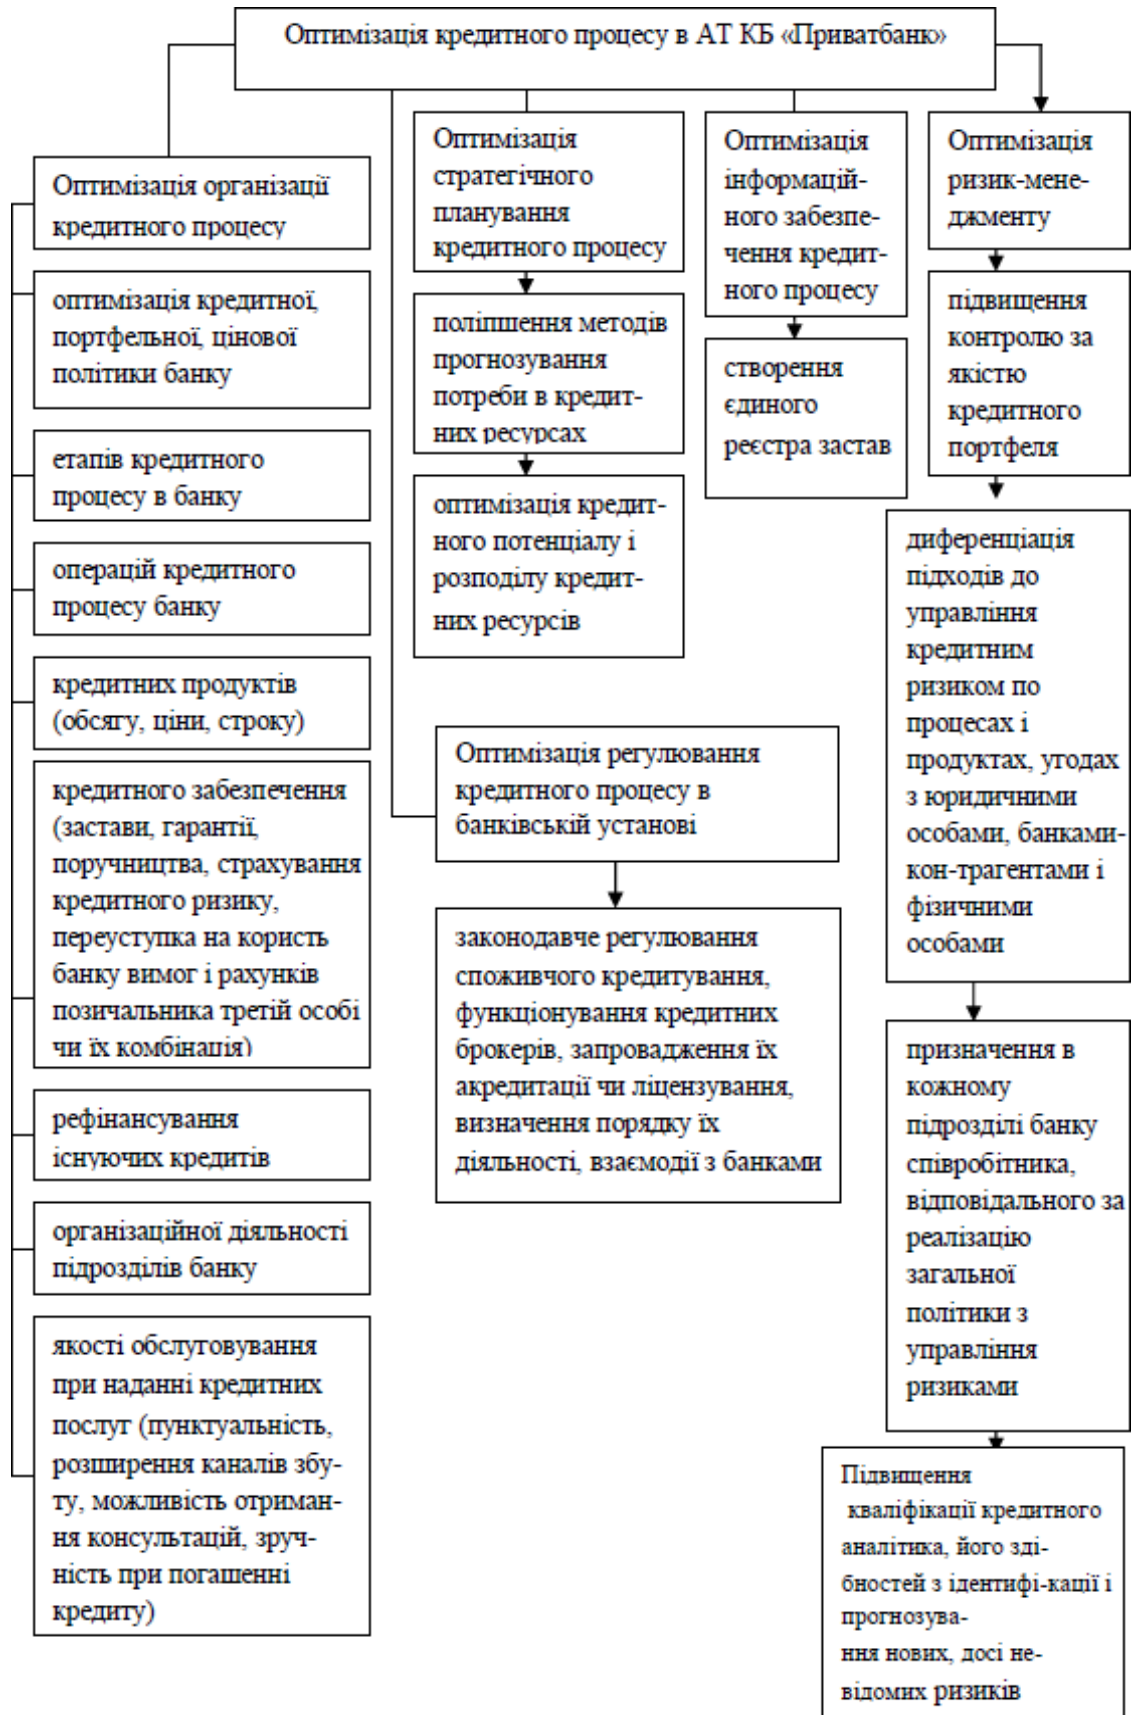 Оптимізація кредитного процесу в АТ КБ «Приватбанк»
Оптимізація організації
кредитного процесу
оптимізація кредитної,
портфельної, цінової
політики банку
етапів кредитного
процесу в банку
операцій кредитного
процесу банку
кредитних продуктів
(обсягу, ціни, строку)
кредитного забезпечення
(застави, гарантії,
поручництва, страхування
кредитного ризику,
переуступка на користь
банку вимог і рахунків
позичальника третій особі
чи їх комбінація)
рефінансування
існуючих кредитів
організаційної діяльності
підрозділів банку
якості обслуговування
при наданні кредитних
послуг (пунктуальність,
розширення каналів збу-
ту, можливість отриман-
ня консультацій, зруч-
ність при погашенні
кредиту)
Оптимізація
стратегічного
планування
кредитного процесу
поліпшення методів
прогнозування
потреби в кредит-
них ресурсах
оптимізація кредит-
ного потенціалу і
розподілу кредит-
них ресурсів
Оптимізація регулювання
кредитного процесу в
банківській установі
законодавче регулювання
споживчого кредитування,
функціонування кредитних
брокерів, запровадження їх
акредитації чи ліцензування,
визначення порядку їх
діяльності, взаємодії з банками
Оптимізація
інформацій-
ного забезпе-
чення кредит-
ного процесу
створення
єдиного
реєстра застав
Оптимізація
ризик-мене-
джменту
підвищення
контролю за
якістю
кредитного
портфеля
диференціація
підходів до
управління
кредитним
ризиком по
процесах і
продуктах, угодах
з юридичними
особами, банками-
кон-трагентами і
фізичними
особами
призначення в
кожному
підрозділі банку
співробітника,
відповідального за
реалізацію
загальної
політики з
управління
ризиками
Підвищення
кваліфікації кредитного
аналітика, його зді-
бностей з ідентифі-кації і
прогнозува-
ння нових, досі не-
відомих ризиків